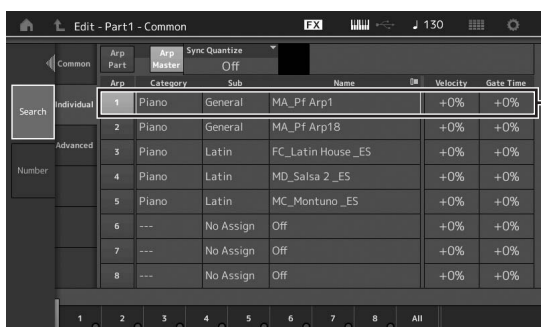 Edit - Part1 - Common FX ♩ 130
Common Arp Part Arp Master Sync Quantize Off
Arp Category Sub Name Velocity Gate Time
Search Individual 1 Piano General MA_Pf Arp1 +0% +0%
2 Piano General MA_Pf Arp18 +0% +0%
Number Advanced 3 Piano Latin FC_Latin House _ES +0% +0%
4 Piano Latin MD_Salsa 2 _ES +0% +0%
5 Piano Latin MC_Montuno _ES +0% +0%
6 --- No Assign Off +0% +0%
7 --- No Assign Off +0% +0%
8 --- No Assign Off +0% +0%
1 2 3 4 5 6 7 8 All